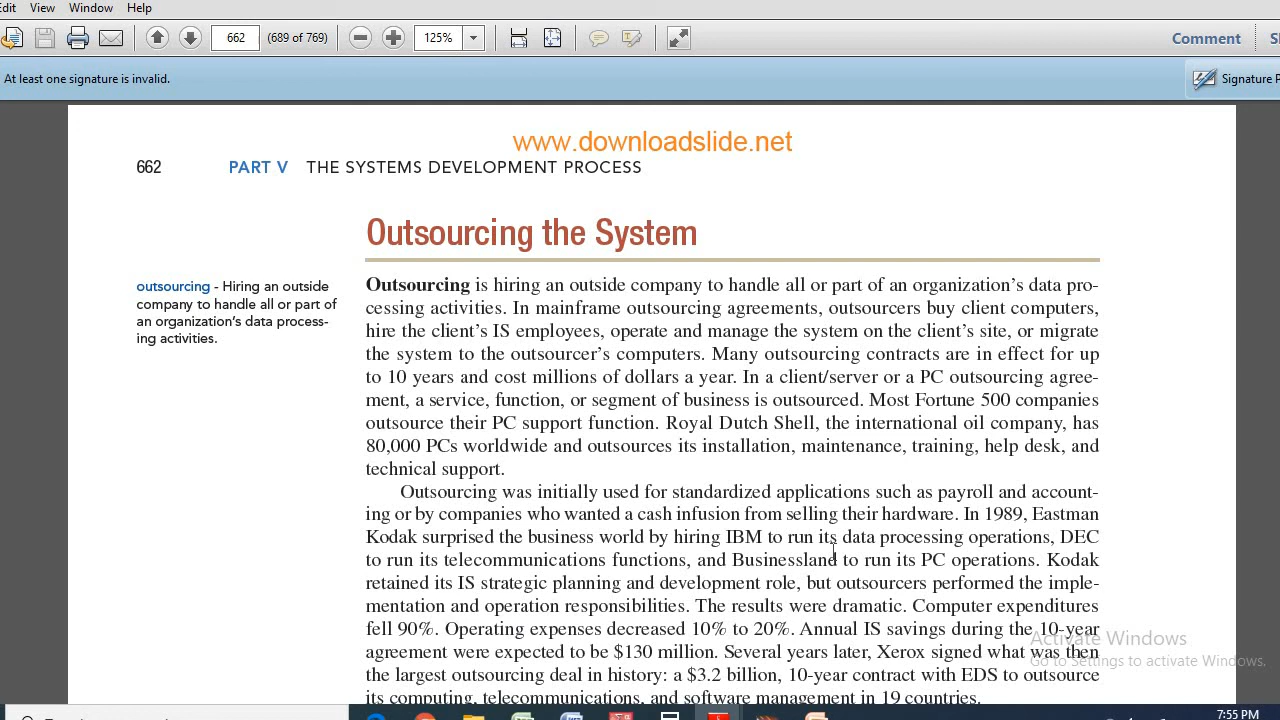 Edit View Window Help
662 (689 of 769) 125% Comment
At least one signature is invalid. Signature
www.downloadslide.net
662 PART V THE SYSTEMS DEVELOPMENT PROCESS
Outsourcing the System
outsourcing - Hiring an outside
company to handle all or part of
an organization's data process-
ing activities.
Outsourcing is hiring an outside company to handle all or part of an organization's data pro-
cessing activities. In mainframe outsourcing agreements, outsourcers buy client computers,
hire the client's IS employees, operate and manage the system on the client's site, or migrate
the system to the outsourcer's computers. Many outsourcing contracts are in effect for up
to 10 years and cost millions of dollars a year. In a client/server or a PC outsourcing agree-
ment, a service, function, or segment of business is outsourced. Most Fortune 500 companies
outsource their PC support function. Royal Dutch Shell, the international oil company, has
80,000 PCs worldwide and outsources its installation, maintenance, training, help desk, and
technical support.
Outsourcing was initially used for standardized applications such as payroll and account-
ing or by companies who wanted a cash infusion from selling their hardware. In 1989, Eastman
Kodak surprised the business world by hiring IBM to run its data processing operations, DEC
to run its telecommunications functions, and Businessland to run its PC operations. Kodak
retained its IS strategic planning and development role, but outsourcers performed the imple-
mentation and operation responsibilities. The results were dramatic. Computer expenditures
fell 90%. Operating expenses decreased 10% to 20%. Annual IS savings during the 10-year
agreement were expected to be $130 million. Several years later, Xerox signed what was then
the largest outsourcing deal in history: a $3.2 billion, 10-year contract with EDS to outsource
its computing, telecommunications, and software management in 19 countries.
Activate Windows
Go to Settings to activate Windows.
7:55 PM